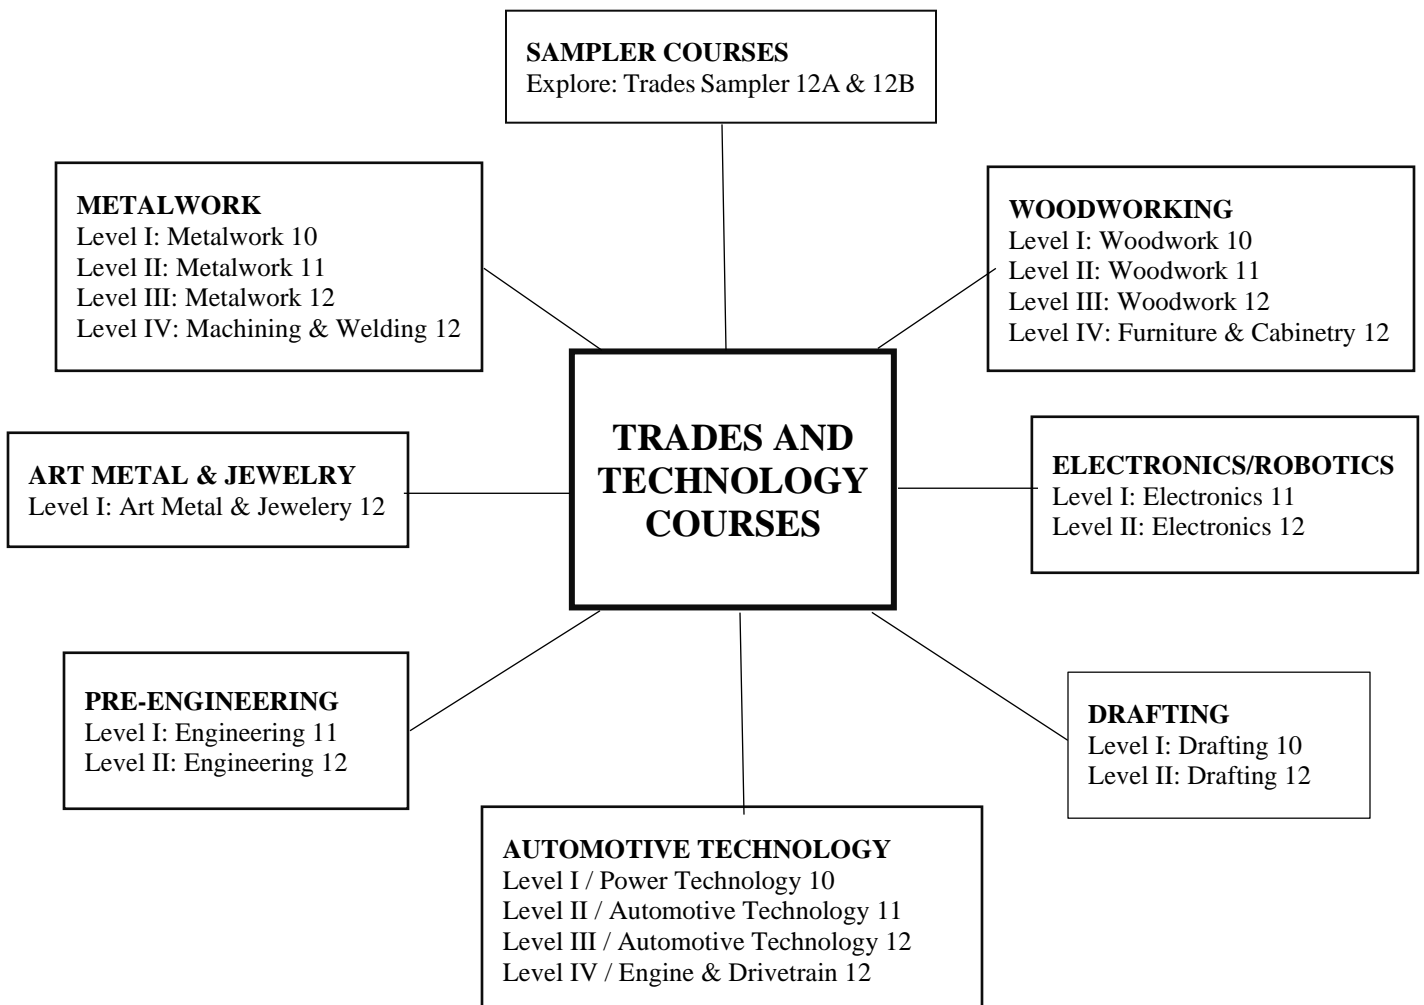 SAMPLER COURSES
Explore: Trades Sampler 12A & 12B
METALWORK
Level I: Metalwork 10
Level II: Metalwork 11
Level III: Metalwork 12
Level IV: Machining & Welding 12
WOODWORKING
Level I: Woodwork 10
Level II: Woodwork 11
Level III: Woodwork 12
Level IV: Furniture & Cabinetry 12
TRADES AND
TECHNOLOGY
COURSES
ART METAL & JEWELRY
Level I: Art Metal & Jewelery 12
ELECTRONICS/ROBOTICS
Level I: Electronics 11
Level II: Electronics 12
PRE-ENGINEERING
Level I: Engineering 11
Level II: Engineering 12
DRAFTING
Level I: Drafting 10
Level II: Drafting 12
AUTOMOTIVE TECHNOLOGY
Level I / Power Technology 10
Level II / Automotive Technology 11
Level III / Automotive Technology 12
Level IV / Engine & Drivetrain 12